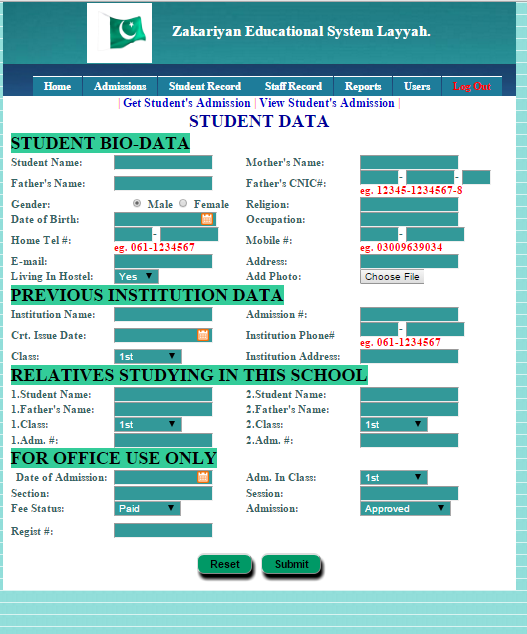 Zakariyan Educational System Layyah.
Home Admissions Student Record Staff Record Reports Users Log Out
| Get Student's Admission | View Student's Admission |
STUDENT DATA
STUDENT BIO-DATA
Student Name: Mother's Name:
Father's Name: Father's CNIC#: - -
eg. 12345-1234567-8
Gender: Male Female Religion:
Date of Birth: Occupation:
Home Tel #: - Mobile #: -
eg. 061-1234567 eg. 03009639034
E-mail: Address:
Living In Hostel: Yes Add Photo: Choose File
PREVIOUS INSTITUTION DATA
Institution Name: Admission #:
Crt. Issue Date: Institution Phone# -
eg. 061-1234567
Class: 1st Institution Address:
RELATIVES STUDYING IN THIS SCHOOL
1.Student Name: 2.Student Name:
1.Father's Name: 2.Father's Name:
1.Class: 1st 2.Class: 1st
1.Adm. #: 2.Adm. #:
FOR OFFICE USE ONLY
Date of Admission: Adm. In Class: 1st
Section: Session:
Fee Status: Paid Admission: Approved
Regist #:
Reset Submit